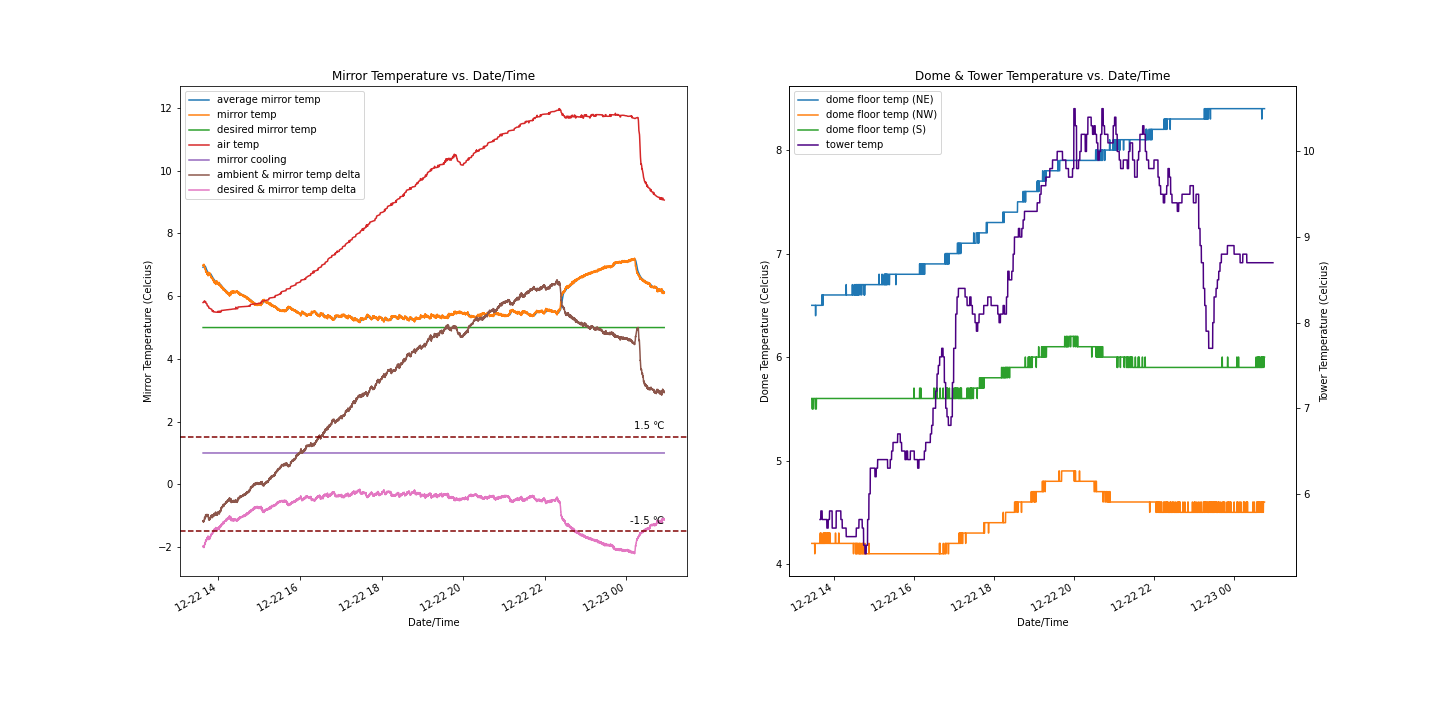 Mirror Temperature vs. Date/Time
average mirror temp
mirror temp
desired mirror temp
air temp
mirror cooling
ambient & mirror temp delta
desired & mirror temp delta
12
10
8
6
4
2
0
−2
Mirror Temperature (Celcius)
1.5 °C
-1.5 °C
12-22 14
12-22 16
12-22 18
12-22 20
12-22 22
12-23 00
Date/Time
Dome & Tower Temperature vs. Date/Time
dome floor temp (NE)
dome floor temp (NW)
dome floor temp (S)
tower temp
8
7
6
5
4
Dome Temperature (Celcius)
10
9
8
7
6
Tower Temperature (Celcius)
12-22 14
12-22 16
12-22 18
12-22 20
12-22 22
12-23 00
Date/Time